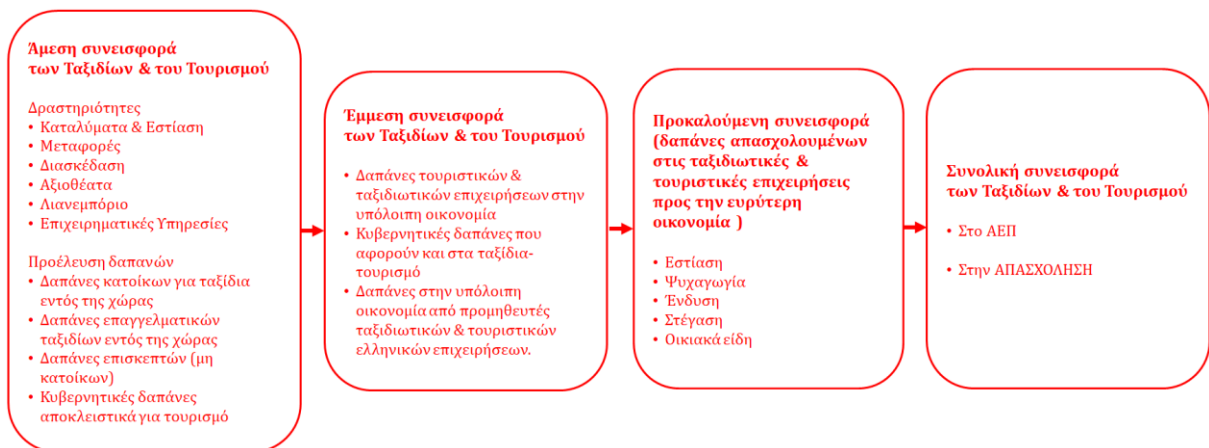 Άμεση συνεισφορά
των Ταξιδίων & του Τουρισμού
Δραστηριότητες
• Καταλύματα & Εστίαση
• Μεταφορές
• Διασκέδαση
• Αξιοθέατα
• Λιανεμπόριο
• Επιχειρηματικές Υπηρεσίες
Προέλευση δαπανών
• Δαπάνες κατοίκων για ταξίδια
εντός της χώρας
• Δαπάνες επαγγελματικών
ταξιδίων εντός της χώρας
• Δαπάνες επισκεπτών (μη
κατοίκων)
• Κυβερνητικές δαπάνες
αποκλειστικά για τουρισμό
Έμμεση συνεισφορά
των Ταξιδίων & του Τουρισμού
• Δαπάνες τουριστικών &
ταξιδιωτικών επιχειρήσεων στην
υπόλοιπη οικονομία
• Κυβερνητικές δαπάνες που
αφορούν και στα ταξίδια-
τουρισμό
• Δαπάνες στην υπόλοιπη
οικονομία από προμηθευτές
ταξιδιωτικών & τουριστικών
ελληνικών επιχειρήσεων.
Προκαλούμενη συνεισφορά
(δαπάνες απασχολουμένων
στις ταξιδιωτικές &
τουριστικές επιχειρήσεις
προς την ευρύτερη
οικονομία )
• Εστίαση
• Ψυχαγωγία
• Ένδυση
• Στέγαση
• Οικιακά είδη
Συνολική συνεισφορά
των Ταξιδίων & του Τουρισμού
• Στο ΑΕΠ
• Στην ΑΠΑΣΧΟΛΗΣΗ